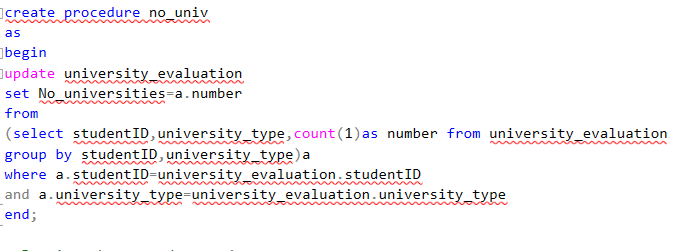 create procedure no_univ
as
begin
update university_evaluation
set No_universities=a.number
from
(select studentID,university_type,count(1)as number from university_evaluation
group by studentID,university_type)a
where a.studentID=university_evaluation.studentID
and a.university_type=university_evaluation.university_type
end;